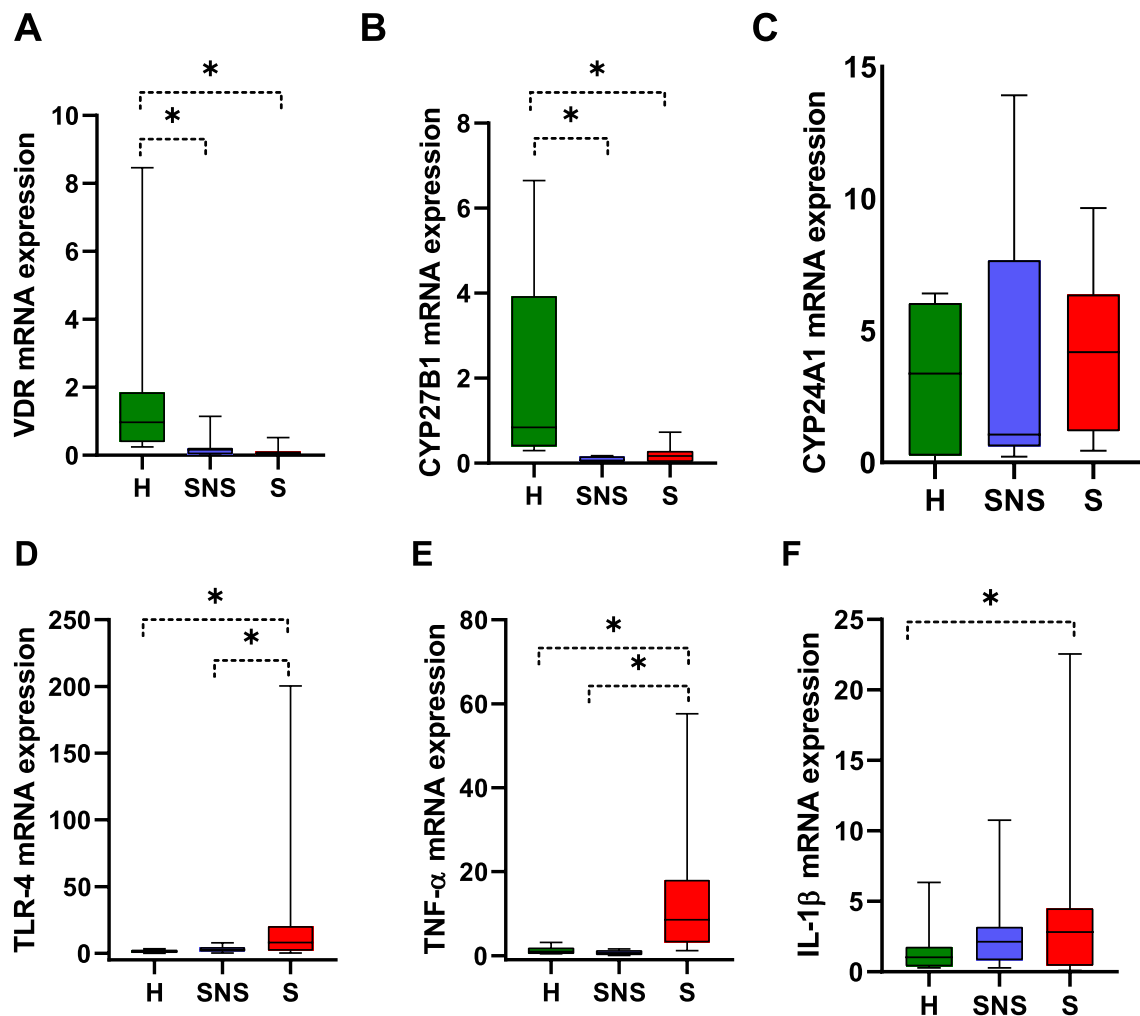 A
VDR mRNA expression
10
8
6
4
2
0
*
*
H SNS S
B
CYP27B1 mRNA expression
8
6
4
2
0
*
*
H SNS S
C
CYP24A1 mRNA expression
15
10
5
0
H SNS S
D
TLR-4 mRNA expression
250
200
150
100
50
0
*
*
H SNS S
E
TNF-α mRNA expression
80
60
40
20
0
*
*
H SNS S
F
IL-1β mRNA expression
25
20
15
10
5
0
*
H SNS S